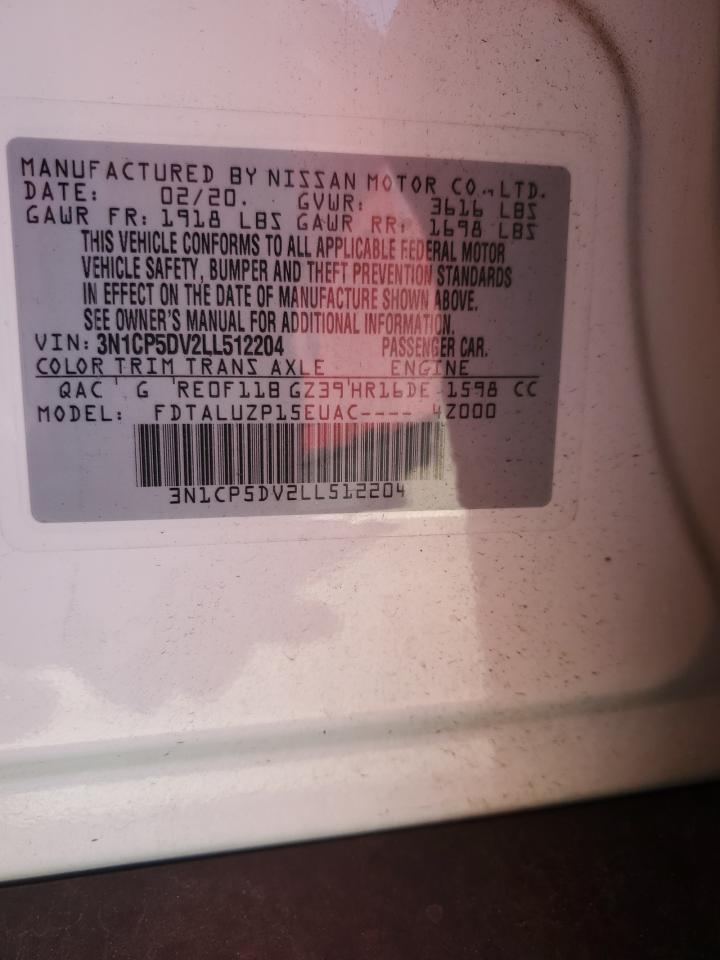 MANUFACTURED BY NISSAN MOTOR CO., LTD.
DATE: 02/20. GVWR: 3616 LBS
GAWR FR: 1918 LBS GAWR RR: 1698 LBS
THIS VEHICLE CONFORMS TO ALL APPLICABLE FEDERAL MOTOR
VEHICLE SAFETY, BUMPER AND THEFT PREVENTION STANDARDS
IN EFFECT ON THE DATE OF MANUFACTURE SHOWN ABOVE.
SEE OWNER'S MANUAL FOR ADDITIONAL INFORMATION.
VIN: 3N1CP5DV2LL512204 PASSENGER CAR.
COLOR TRIM TRANS AXLE ENGINE
QAC ' G 'RE0F11B GZ39'HR16DE 1598 CC
MODEL: FDTALUZP15EUAC---- 4Z000
3N1CP5DV2LL512204